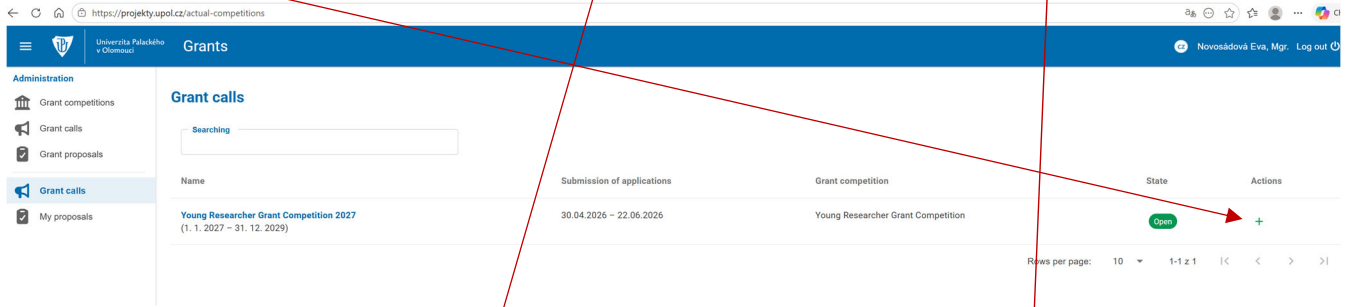 https://projekty.upol.cz/actual-competitions
Univerzita Palackého
v Olomouci
Grants
CZ
Novosádová Eva, Mgr. Log out
Administration
Grant competitions
Grant calls
Grant proposals
Grant calls
My proposals
Grant calls
Searching
Name Submission of applications Grant competition State Actions
Young Researcher Grant Competition 2027 30.04.2026 – 22.06.2026 Young Researcher Grant Competition Open +
(1. 1. 2027 – 31. 12. 2029)
Rows per page: 10 1-1 z 1